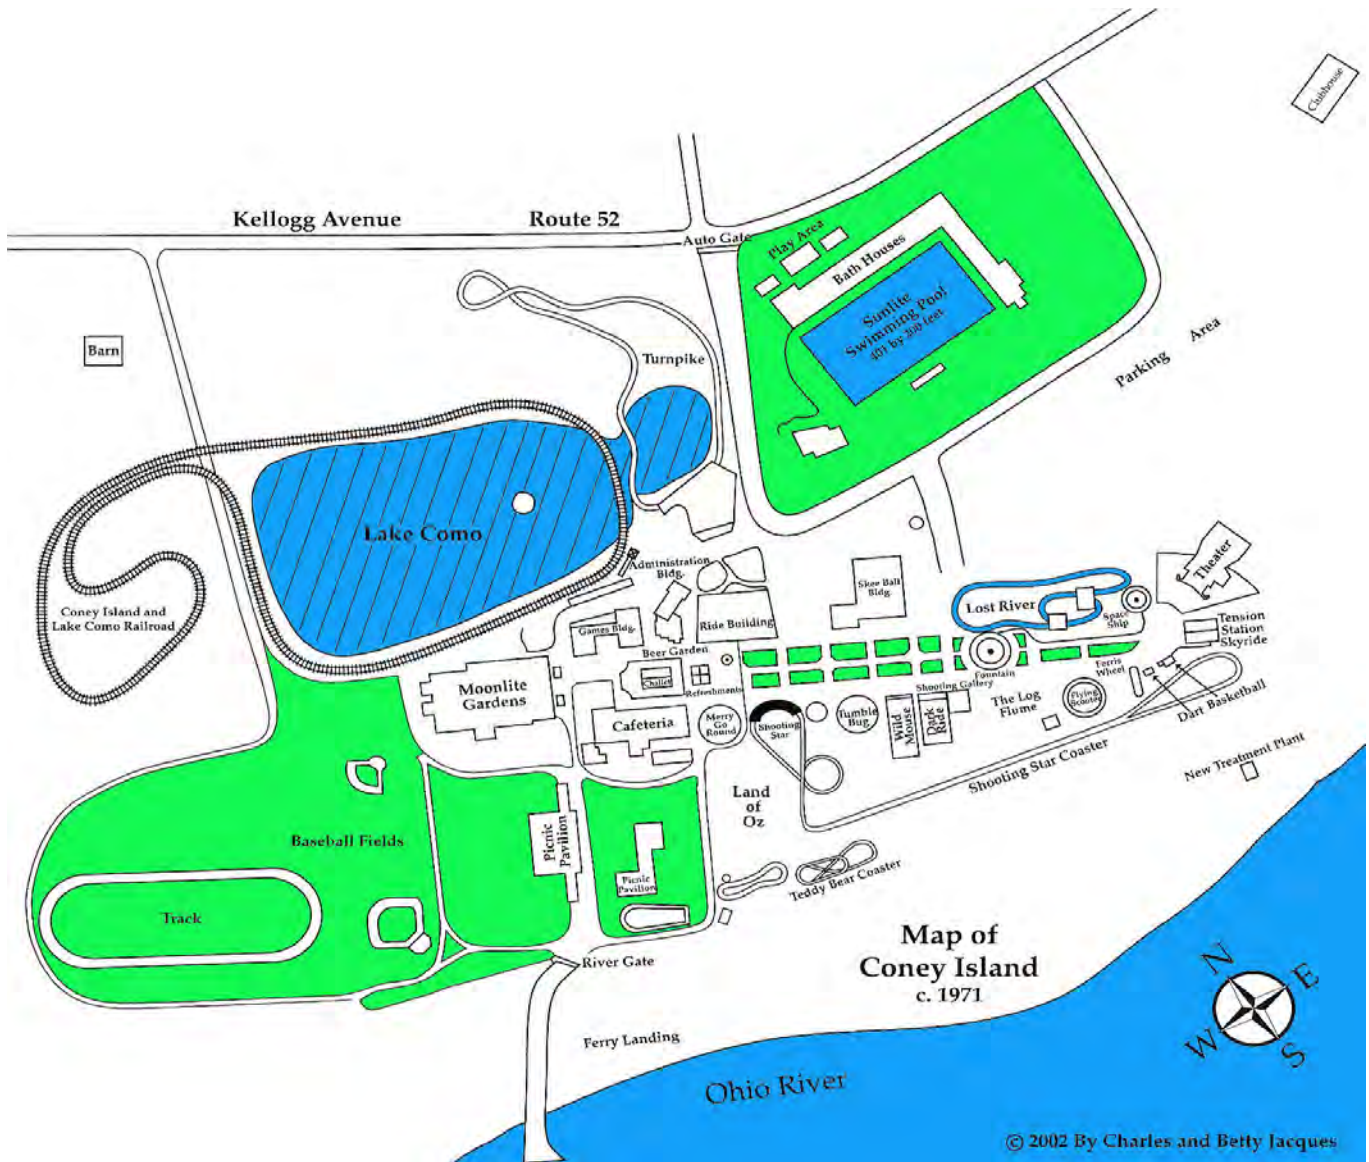 Clubhouse
Kellogg Avenue
Route 52
Auto Gate
Play Area
Bath Houses
Sunlite
Swimming Pool
401 by 200 feet
Parking Area
Barn
Turnpike
Lake Como
Coney Island and
Lake Como Railroad
Administration
Bldg.
Skee Ball
Bldg.
Theater
Lost River
Space
Ship
Tension
Station
Skyride
Games Bldg.
Ride Building
Beer Garden
Chalet
Refreshments
Fountain
Ferris
Wheel
Moonlite
Gardens
Cafeteria
Merry
Go
Round
Shooting
Star
Tumble
Bug
Wild
Mouse
Dark
Ride
Shooting Gallery
The Log
Flume
Flying
Scooter
Dart Basketball
Shooting Star Coaster
New Treatment Plant
Land
of
Oz
Baseball Fields
Picnic
Pavilion
Picnic
Pavilion
Teddy Bear Coaster
Track
River Gate
Map of
Coney Island
c. 1971
Ferry Landing
Ohio River
N
E
W
S
© 2002 By Charles and Betty Jacques